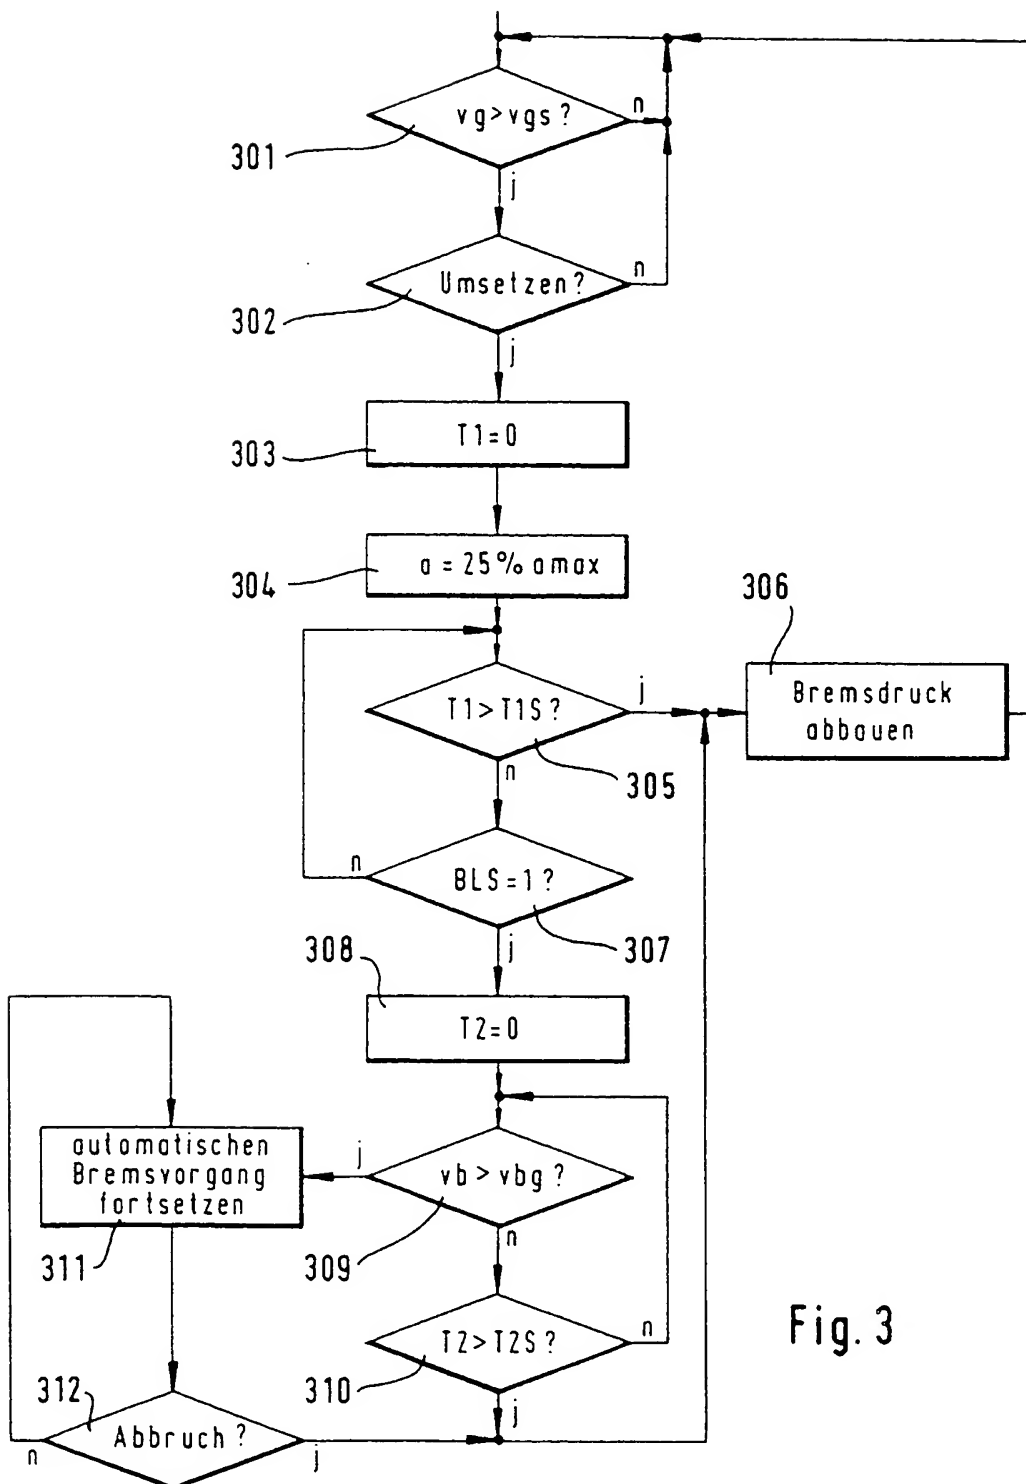 vg>vgs?
n
301
j
Umsetzen?
n
302
j
T1=0
303
a = 25% amax
304
306
Bremsdruck
abbauen
T1>T1S?
j
n
305
n
BLS=1?
307
j
308
T2=0
automatischen
Bremsvorgang
fortsetzen
j
vb>vbg?
311
n
309
T2>T2S?
n
310
j
312
Abbruch?
n
j
Fig. 3